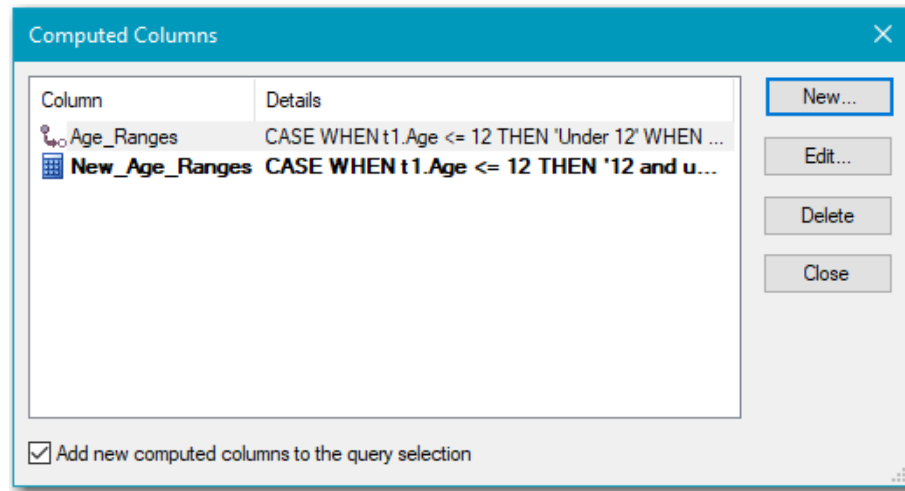 Computed Columns
Column Details
New...
Age_Ranges CASE WHEN t1.Age <= 12 THEN 'Under 12' WHEN ...
Edit...
New_Age_Ranges CASE WHEN t1.Age <= 12 THEN '12 and u...
Delete
Close
Add new computed columns to the query selection